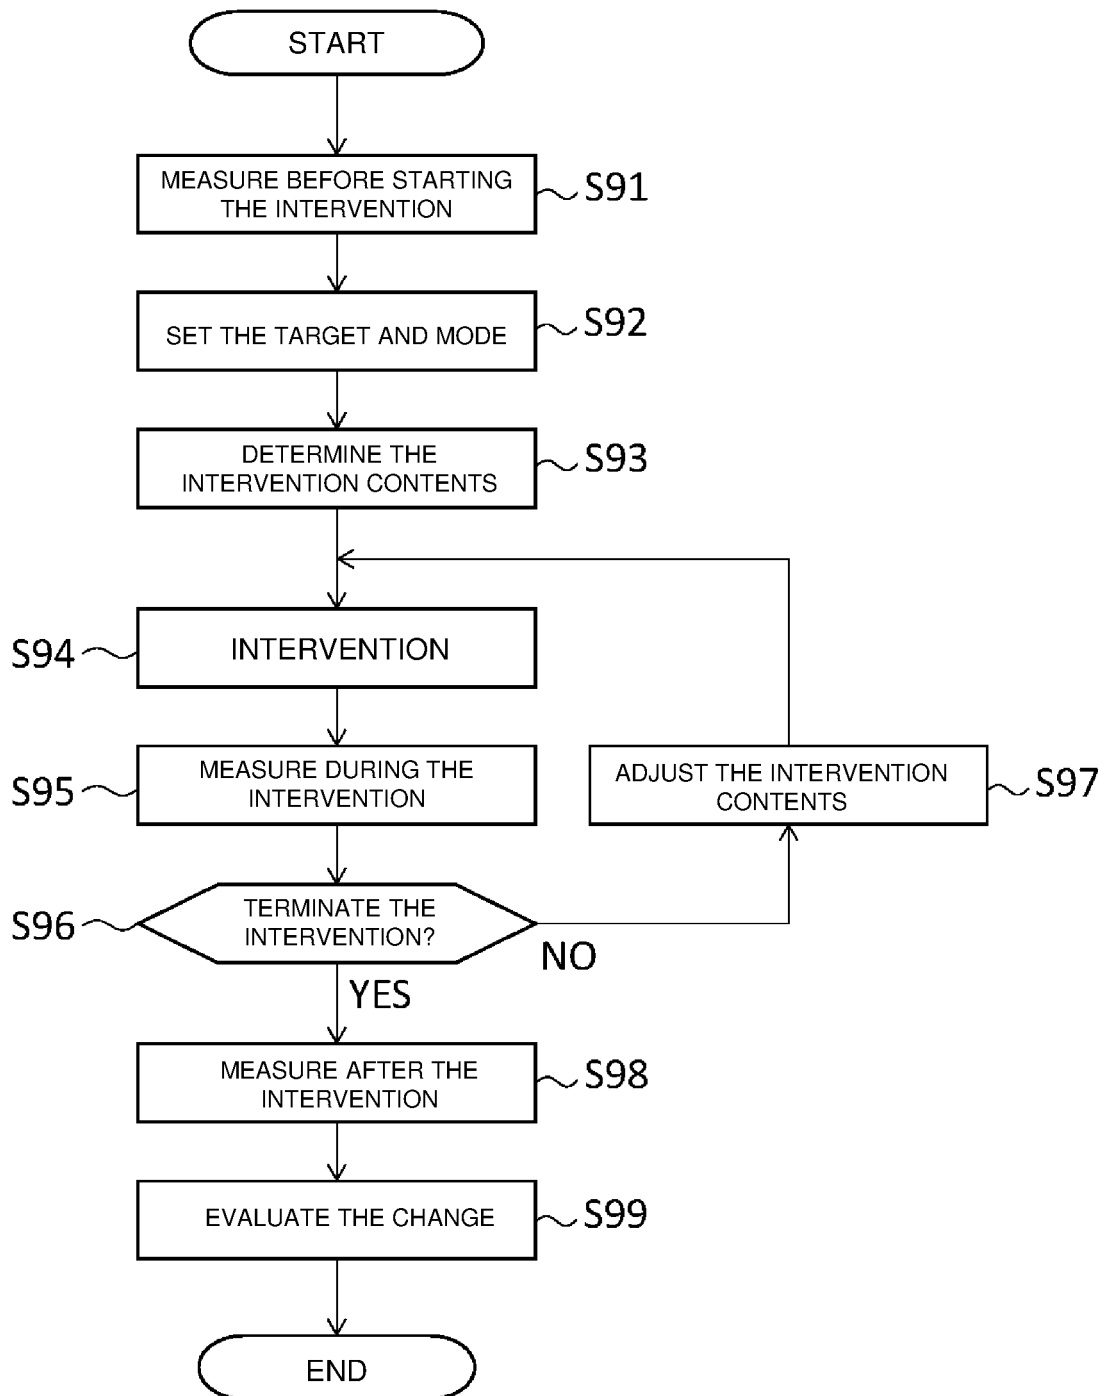 START
MEASURE BEFORE STARTING
THE INTERVENTION
S91
SET THE TARGET AND MODE
S92
DETERMINE THE
INTERVENTION CONTENTS
S93
S94
INTERVENTION
S95
MEASURE DURING THE
INTERVENTION
ADJUST THE INTERVENTION
CONTENTS
S97
S96
TERMINATE THE
INTERVENTION?
NO
YES
MEASURE AFTER THE
INTERVENTION
S98
EVALUATE THE CHANGE
S99
END